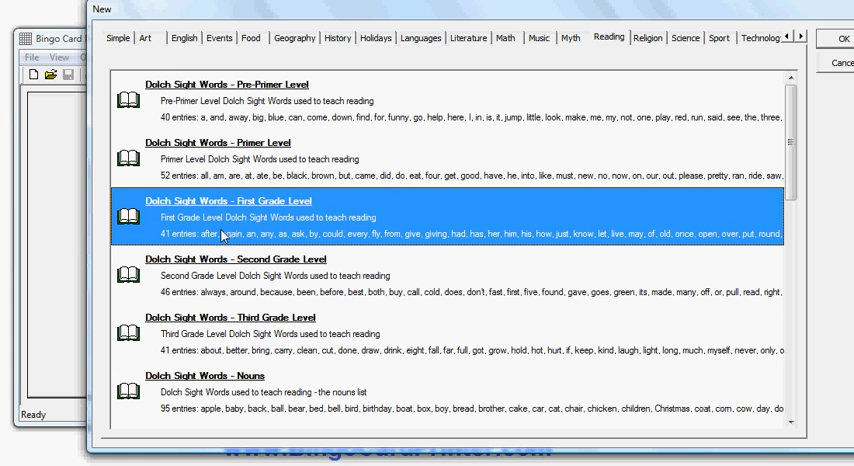 New
Bingo Card
File View
Simple Art English Events Food Geography History Holidays Languages Literature Math Music Myth Reading Religion Science Sport Technolog
OK
Cance
Dolch Sight Words - Pre-Primer Level
Pre-Primer Level Dolch Sight Words used to teach reading
40 entries: a, and, away, big, blue, can, come, down, find, for, funny, go, help, here, I, in, is, it, jump, little, look, make, me, my, not, one, play, red, run, said, see, the, three,
Dolch Sight Words - Primer Level
Primer Level Dolch Sight Words used to teach reading
52 entries: all, am, are, at, ate, be, black, brown, but, came, did, do, eat, four, get, good, have, he, into, like, must, new, no, now, on, our, out, please, pretty, ran, ride, saw,
Dolch Sight Words - First Grade Level
First Grade Level Dolch Sight Words used to teach reading
41 entries: after, again, an, any, as, ask, by, could, every, fly, from, give, giving, had, has, her, him, his, how, just, know, let, live, may, of, old, once, open, over, put, round,
Dolch Sight Words - Second Grade Level
Second Grade Level Dolch Sight Words used to teach reading
46 entries: always, around, because, been, before, best, both, buy, call, cold, does, don't, fast, first, five, found, gave, goes, green, its, made, many, off, or, pull, read, right,
Dolch Sight Words - Third Grade Level
Third Grade Level Dolch Sight Words used to teach reading
41 entries: about, better, bring, carry, clean, cut, done, draw, drink, eight, fall, far, full, got, grow, hold, hot, hurt, if, keep, kind, laugh, light, long, much, myself, never, only, o
Dolch Sight Words - Nouns
Dolch Sight Words used to teach reading - the nouns list
95 entries: apple, baby, back, ball, bear, bed, bell, bird, birthday, boat, box, boy, bread, brother, cake, car, cat, chair, chicken, children, Christmas, coat, corn, cow, day, do
Ready
www.BingoCardPrinter.com